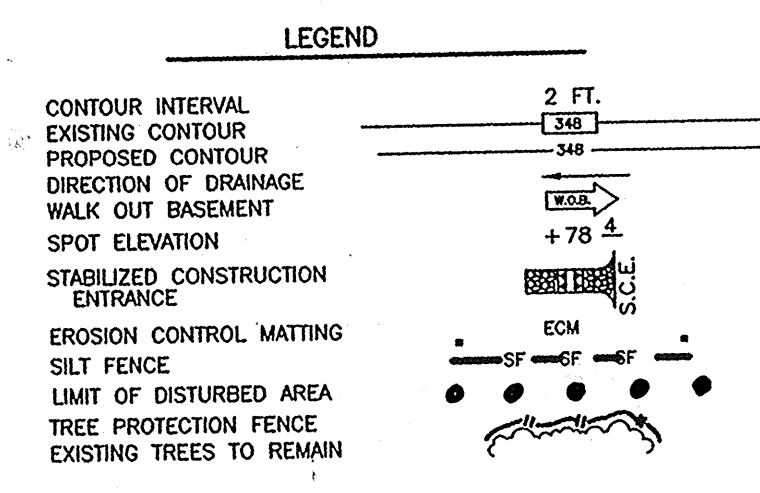 LEGEND
CONTOUR INTERVAL 2 FT.
EXISTING CONTOUR 348
PROPOSED CONTOUR 348
DIRECTION OF DRAINAGE
WALK OUT BASEMENT W.O.B.
SPOT ELEVATION +78 4
STABILIZED CONSTRUCTION
ENTRANCE S.C.E.
EROSION CONTROL MATTING ECM
SILT FENCE SF SF SF
LIMIT OF DISTURBED AREA
TREE PROTECTION FENCE
EXISTING TREES TO REMAIN